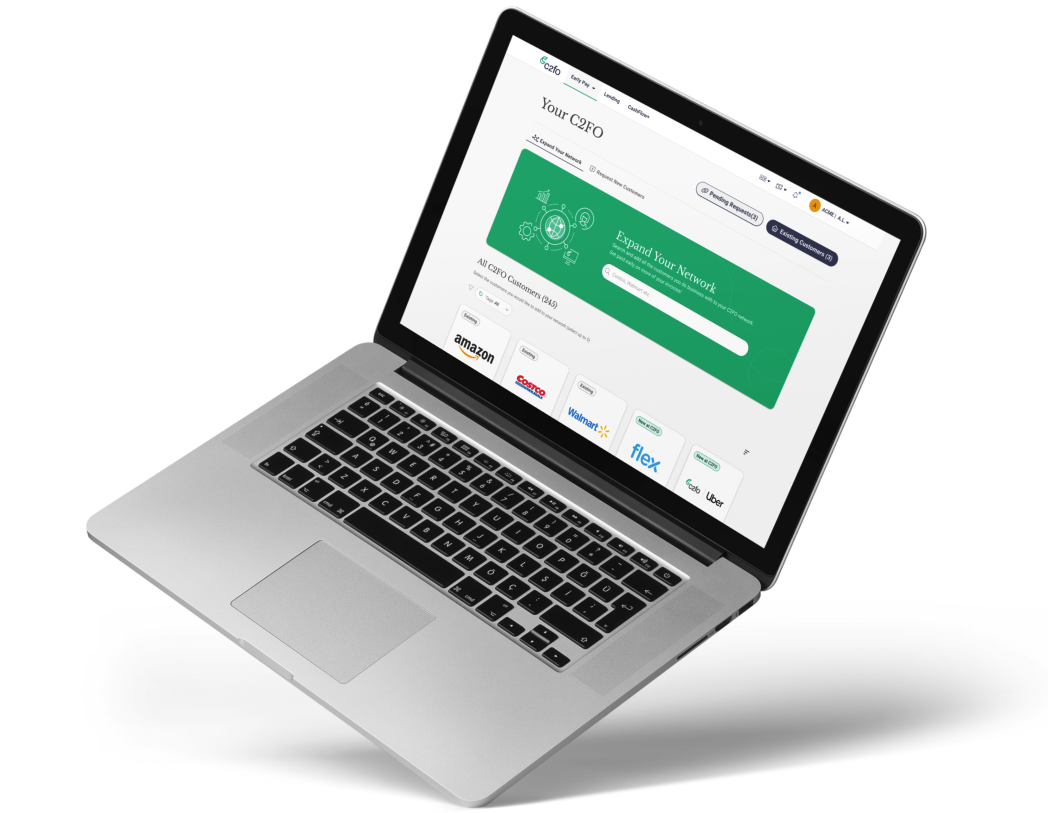 c2fo
Early Pay
Lending
CashFlow+
A
ACME | A.L.
Your C2FO
Expand Your Network
Request New Customers
Pending Requests(3)
Existing Customers (3)
Expand Your Network
Search and add all the customers you do business with to your C2FO network.
Get paid early on more of your invoices!
Costco, Walmart etc.
All C2FO Customers (245)
Select the customers you would like to add to your network (select up to 5)
Tags: All
Existing
amazon
Existing
COSTCO
Existing
Walmart
New at C2FO
flex
New at C2FO
c2fo Uber
Q W E R T Y U I O P Ğ Ü
A S D F G H J K L Ş İ
Z X C V B N M Ö Ç
cmd
cmd